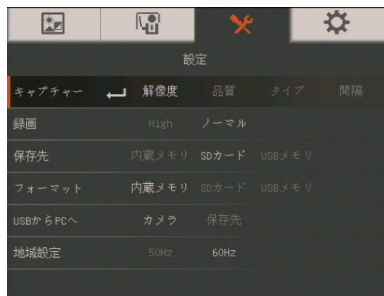 設定
キャプチャー 解像度 品質 タイプ 間隔
録画 High ノーマル
保存先 内蔵メモリ SDカード USBメモリ
フォーマット 内蔵メモリ SDカード USBメモリ
USBからPCへ カメラ 保存先
地域設定 50Hz 60Hz